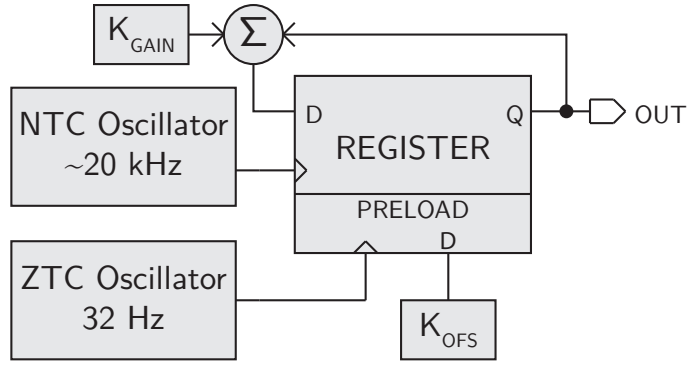 K_GAIN
Σ
NTC Oscillator
~20 kHz
D
Q
REGISTER
OUT
PRELOAD
D
ZTC Oscillator
32 Hz
K_OFS